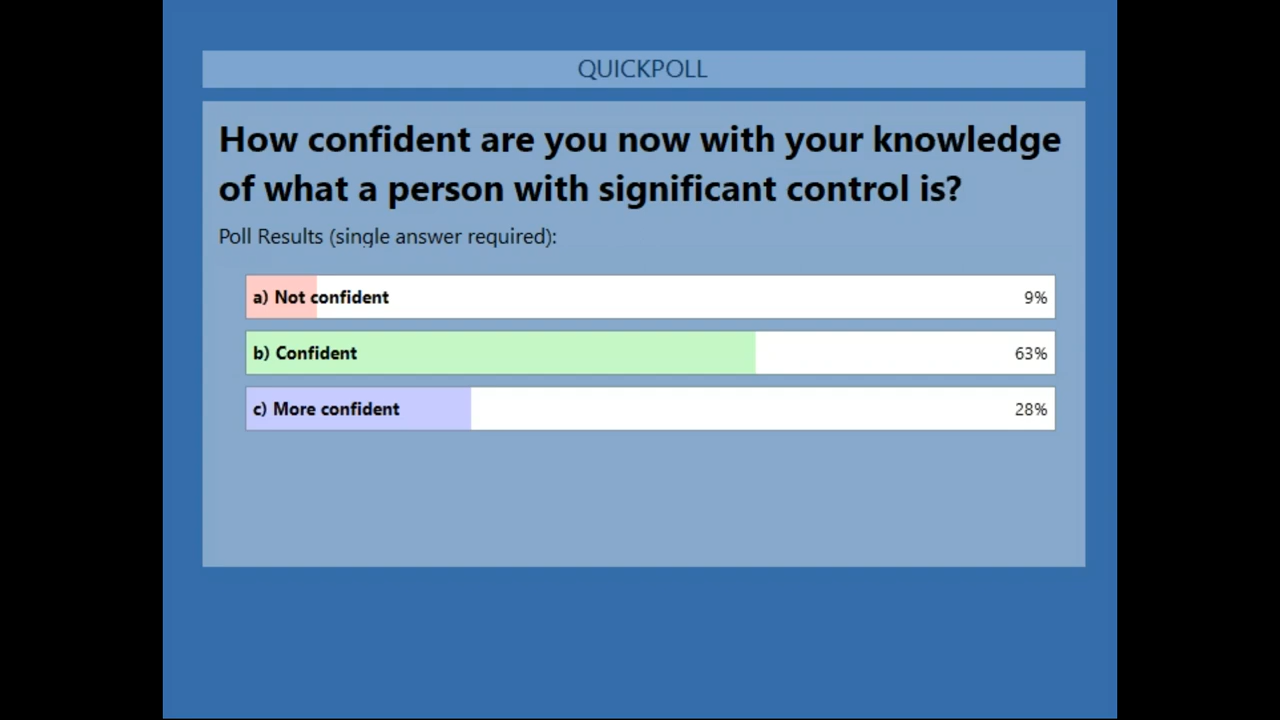 QUICKPOLL
How confident are you now with your knowledge
of what a person with significant control is?
Poll Results (single answer required):
a) Not confident 9%
b) Confident 63%
c) More confident 28%